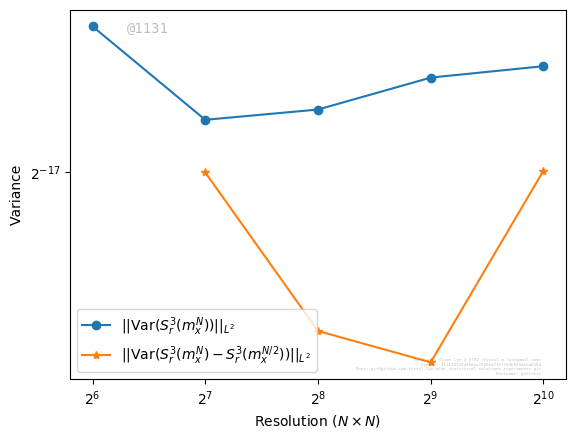 @1131
Variance
2^{-17}
||Var(S_r^3(m_x^N))||_{L^2}
||Var(S_r^3(m_x^N) − S_r^3(m_x^{N/2}))||_{L^2}
2^6 2^7 2^8 2^9 2^{10}
Resolution (N × N)